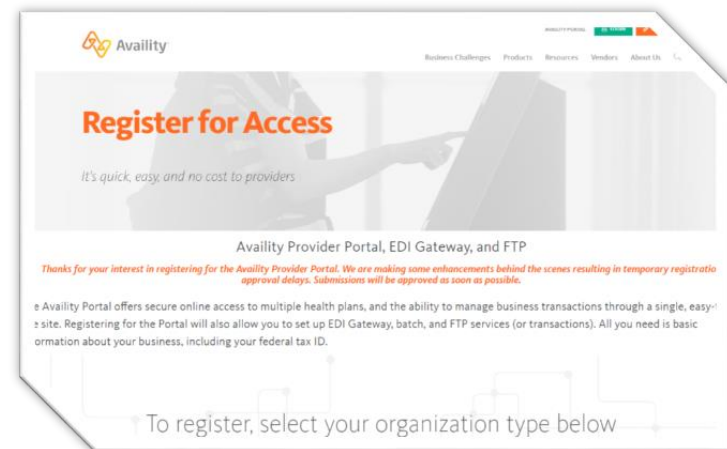 Availity
AVAILITY PORTAL
Business Challenges Products Resources Vendors About Us
Register for Access
It's quick, easy, and no cost to providers
Availity Provider Portal, EDI Gateway, and FTP
Thanks for your interest in registering for the Availity Provider Portal. We are making some enhancements behind the scenes resulting in temporary registratio
approval delays. Submissions will be approved as soon as possible.
e Availity Portal offers secure online access to multiple health plans, and the ability to manage business transactions through a single, easy-
e site. Registering for the Portal will also allow you to set up EDI Gateway, batch, and FTP services (or transactions). All you need is basic
ormation about your business, including your federal tax ID.
To register, select your organization type below